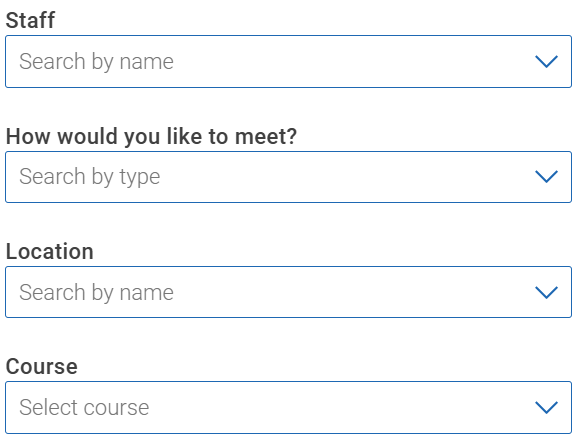 Staff
Search by name
How would you like to meet?
Search by type
Location
Search by name
Course
Select course